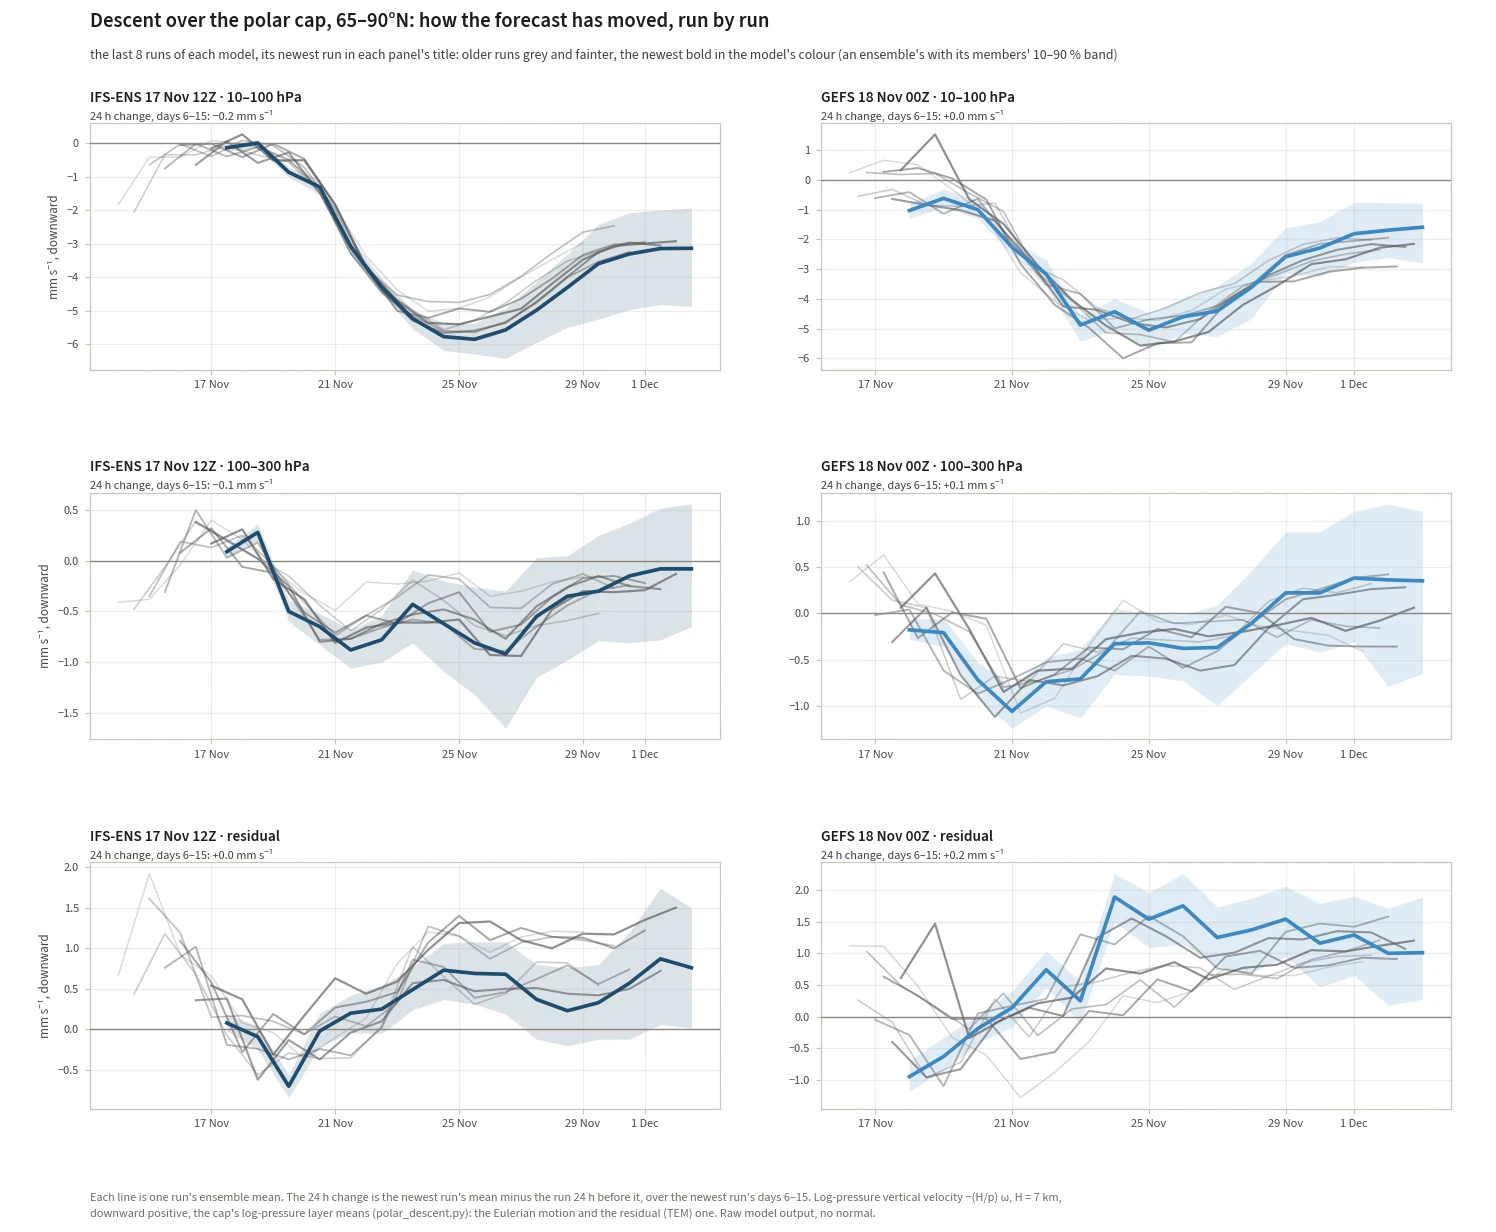 Descent over the polar cap, 65–90°N: how the forecast has moved, run by run
the last 8 runs of each model, its newest run in each panel's title: older runs grey and fainter, the newest bold in the model's colour (an ensemble's with its members' 10–90 % band)
IFS-ENS 17 Nov 12Z · 10–100 hPa
24 h change, days 6–15: −0.2 mm s⁻¹
mm s⁻¹, downward
0
−1
−2
−3
−4
−5
−6
17 Nov
21 Nov
25 Nov
29 Nov
1 Dec
GEFS 18 Nov 00Z · 10–100 hPa
24 h change, days 6–15: +0.0 mm s⁻¹
1
0
−1
−2
−3
−4
−5
−6
17 Nov
21 Nov
25 Nov
29 Nov
1 Dec
IFS-ENS 17 Nov 12Z · 100–300 hPa
24 h change, days 6–15: −0.1 mm s⁻¹
mm s⁻¹, downward
0.5
0.0
−0.5
−1.0
−1.5
17 Nov
21 Nov
25 Nov
29 Nov
1 Dec
GEFS 18 Nov 00Z · 100–300 hPa
24 h change, days 6–15: +0.1 mm s⁻¹
1.0
0.5
0.0
−0.5
−1.0
17 Nov
21 Nov
25 Nov
29 Nov
1 Dec
IFS-ENS 17 Nov 12Z · residual
24 h change, days 6–15: +0.0 mm s⁻¹
mm s⁻¹, downward
2.0
1.5
1.0
0.5
0.0
−0.5
17 Nov
21 Nov
25 Nov
29 Nov
1 Dec
GEFS 18 Nov 00Z · residual
24 h change, days 6–15: +0.2 mm s⁻¹
2.0
1.5
1.0
0.5
0.0
−0.5
−1.0
17 Nov
21 Nov
25 Nov
29 Nov
1 Dec
Each line is one run's ensemble mean. The 24 h change is the newest run's mean minus the run 24 h before it, over the newest run's days 6–15. Log-pressure vertical velocity −(H/p) ω, H = 7 km,
downward positive, the cap's log-pressure layer means (polar_descent.py): the Eulerian motion and the residual (TEM) one. Raw model output, no normal.